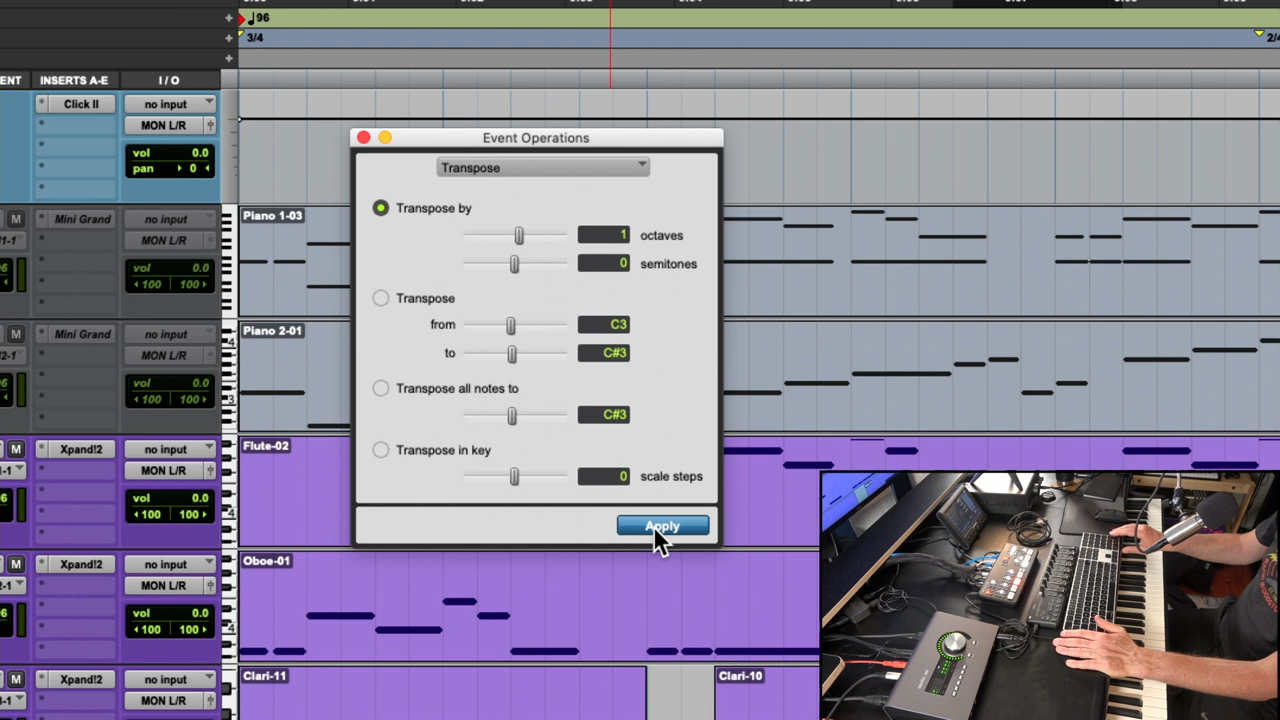 96
3/4
2/4
ENT
INSERTS A-E
I / O
Click II
no input
MON L/R
vol 0.0
pan 0
Event Operations
Transpose
Transpose by
1 octaves
0 semitones
Transpose
from C3
to C#3
Transpose all notes to
C#3
Transpose in key
0 scale steps
Apply
M
Mini Grand
no input
MON L/R
vol 0.0
100 100
Piano 1-03
M
Mini Grand
no input
MON L/R
vol 0.0
100 100
4
3
Piano 2-01
M
Xpand!2
no input
MON L/R
vol 0.0
100 100
4
Flute-02
M
Xpand!2
no input
MON L/R
vol 0.0
100 100
4
Oboe-01
M
Xpand!2
no input
MON L/R
Clari-11
Clari-10